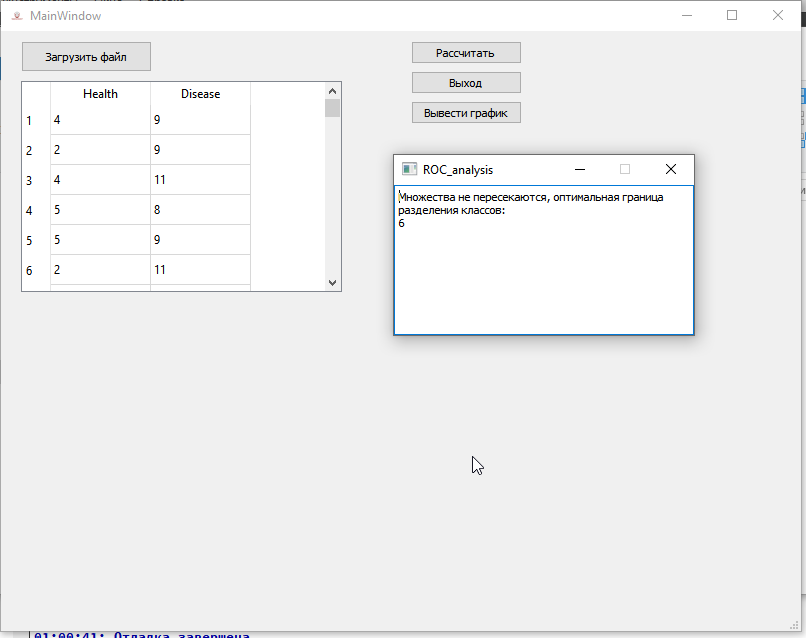 MainWindow
Загрузить файл
Рассчитать
Выход
Вывести график
Health Disease
1 4 9
2 2 9
3 4 11
4 5 8
5 5 9
6 2 11
ROC_analysis
Множества не пересекаются, оптимальная граница
разделения классов:
6
01:00:41: Отладка завершена